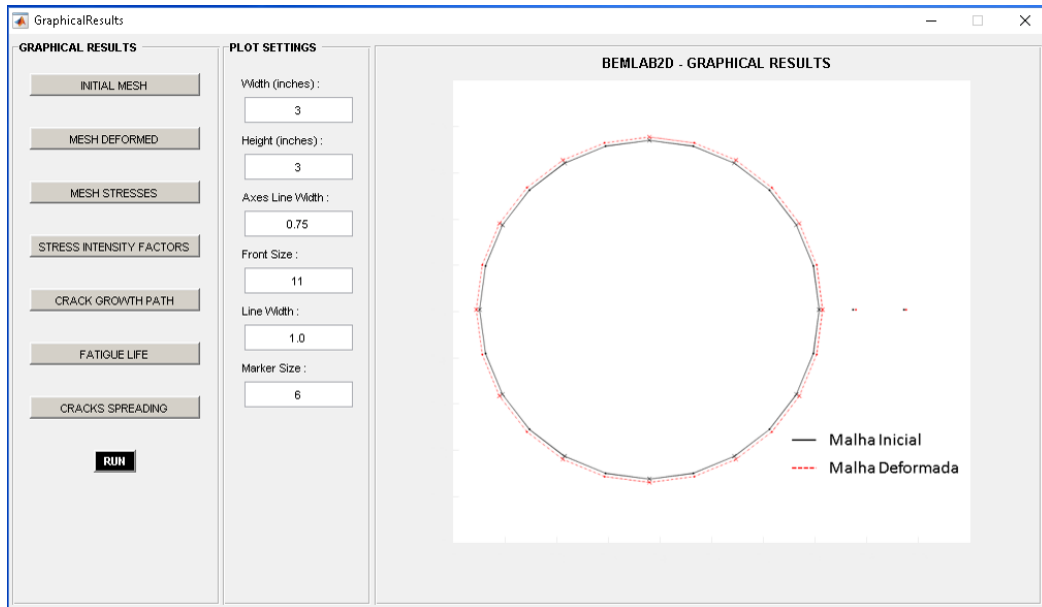 GraphicalResults
GRAPHICAL RESULTS
INITIAL MESH
MESH DEFORMED
MESH STRESSES
STRESS INTENSITY FACTORS
CRACK GROWTH PATH
FATIGUE LIFE
CRACKS SPREADING
RUN
PLOT SETTINGS
Width (inches) :
3
Height (inches) :
3
Axes Line Width :
0.75
Front Size :
11
Line Width :
1.0
Marker Size :
6
BEMLAB2D - GRAPHICAL RESULTS
Malha Inicial
Malha Deformada